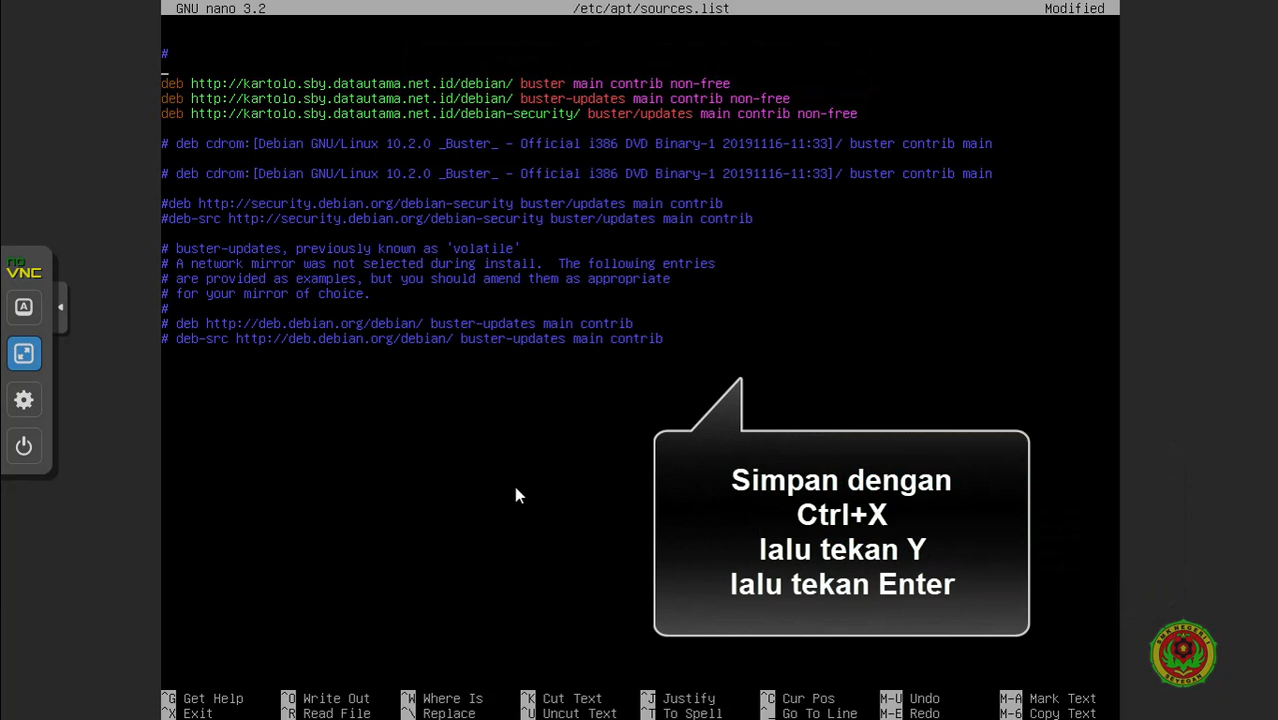 GNU nano 3.2 /etc/apt/sources.list Modified
#
deb http://kartolo.sby.datautama.net.id/debian/ buster main contrib non-free
deb http://kartolo.sby.datautama.net.id/debian/ buster-updates main contrib non-free
deb http://kartolo.sby.datautama.net.id/debian-security/ buster/updates main contrib non-free
# deb cdrom:[Debian GNU/Linux 10.2.0 _Buster_ - Official i386 DVD Binary-1 20191116-11:33]/ buster contrib main
# deb cdrom:[Debian GNU/Linux 10.2.0 _Buster_ - Official i386 DVD Binary-1 20191116-11:33]/ buster contrib main
#deb http://security.debian.org/debian-security buster/updates main contrib
#deb-src http://security.debian.org/debian-security buster/updates main contrib
# buster-updates, previously known as 'volatile'
# A network mirror was not selected during install.  The following entries
# are provided as examples, but you should amend them as appropriate
# for your mirror of choice.
#
# deb http://deb.debian.org/debian/ buster-updates main contrib
# deb-src http://deb.debian.org/debian/ buster-updates main contrib
no
VNC
A
Simpan dengan
Ctrl+X
lalu tekan Y
lalu tekan Enter
^G Get Help ^O Write Out ^W Where Is ^K Cut Text ^J Justify ^C Cur Pos M-U Undo M-A Mark Text
^X Exit ^R Read File ^\ Replace ^U Uncut Text ^T To Spell ^_ Go To Line M-E Redo M-6 Copy Text